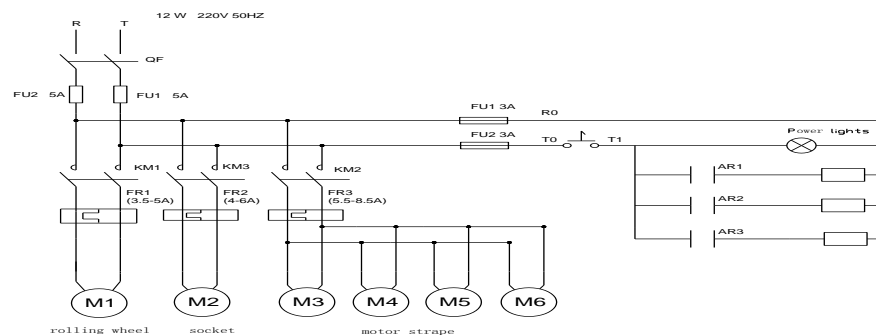 12 W 220V 50HZ
R T
QF
FU2 5A FU1 5A
FU1 3A R0
FU2 3A T0 T1
Power lights
KM1 KM3 KM2
AR1
FR1 FR2 FR3
(3.5-5A) (4-6A) (5.5-8.5A)
AR2
AR3
M1 M2 M3 M4 M5 M6
rolling wheel socket motor strape